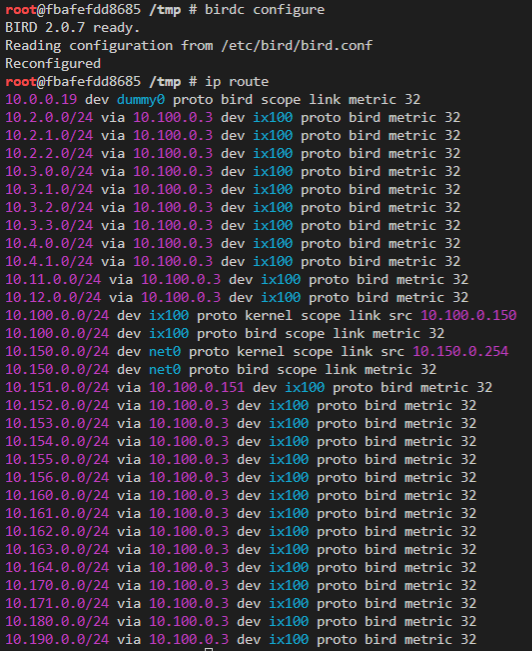 root@fbafefdd8685 /tmp # birdc configure
BIRD 2.0.7 ready.
Reading configuration from /etc/bird/bird.conf
Reconfigured
root@fbafefdd8685 /tmp # ip route
10.0.0.19 dev dummy0 proto bird scope link metric 32
10.2.0.0/24 via 10.100.0.3 dev ix100 proto bird metric 32
10.2.1.0/24 via 10.100.0.3 dev ix100 proto bird metric 32
10.2.2.0/24 via 10.100.0.3 dev ix100 proto bird metric 32
10.3.0.0/24 via 10.100.0.3 dev ix100 proto bird metric 32
10.3.1.0/24 via 10.100.0.3 dev ix100 proto bird metric 32
10.3.2.0/24 via 10.100.0.3 dev ix100 proto bird metric 32
10.3.3.0/24 via 10.100.0.3 dev ix100 proto bird metric 32
10.4.0.0/24 via 10.100.0.3 dev ix100 proto bird metric 32
10.4.1.0/24 via 10.100.0.3 dev ix100 proto bird metric 32
10.11.0.0/24 via 10.100.0.3 dev ix100 proto bird metric 32
10.12.0.0/24 via 10.100.0.3 dev ix100 proto bird metric 32
10.100.0.0/24 dev ix100 proto kernel scope link src 10.100.0.150
10.100.0.0/24 dev ix100 proto bird scope link metric 32
10.150.0.0/24 dev net0 proto kernel scope link src 10.150.0.254
10.150.0.0/24 dev net0 proto bird scope link metric 32
10.151.0.0/24 via 10.100.0.151 dev ix100 proto bird metric 32
10.152.0.0/24 via 10.100.0.3 dev ix100 proto bird metric 32
10.153.0.0/24 via 10.100.0.3 dev ix100 proto bird metric 32
10.154.0.0/24 via 10.100.0.3 dev ix100 proto bird metric 32
10.155.0.0/24 via 10.100.0.3 dev ix100 proto bird metric 32
10.156.0.0/24 via 10.100.0.3 dev ix100 proto bird metric 32
10.160.0.0/24 via 10.100.0.3 dev ix100 proto bird metric 32
10.161.0.0/24 via 10.100.0.3 dev ix100 proto bird metric 32
10.162.0.0/24 via 10.100.0.3 dev ix100 proto bird metric 32
10.163.0.0/24 via 10.100.0.3 dev ix100 proto bird metric 32
10.164.0.0/24 via 10.100.0.3 dev ix100 proto bird metric 32
10.170.0.0/24 via 10.100.0.3 dev ix100 proto bird metric 32
10.171.0.0/24 via 10.100.0.3 dev ix100 proto bird metric 32
10.180.0.0/24 via 10.100.0.3 dev ix100 proto bird metric 32
10.190.0.0/24 via 10.100.0.3 dev ix100 proto bird metric 32